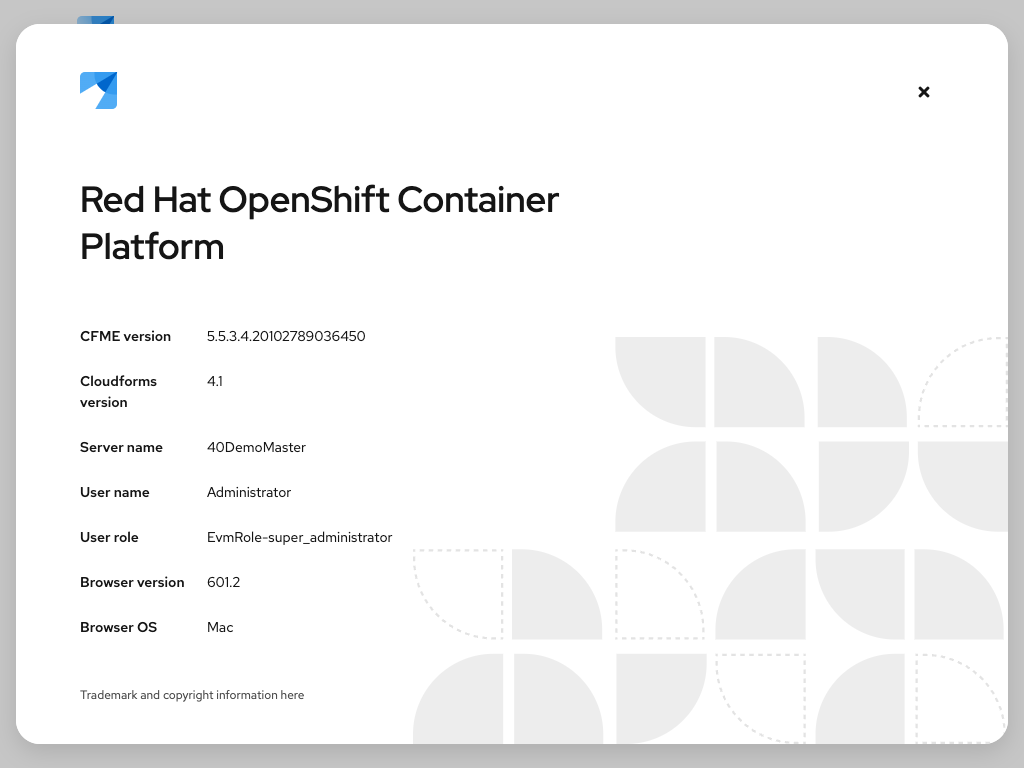 Red Hat OpenShift Container
Platform
CFME version 5.5.3.4.20102789036450
Cloudforms version 4.1
Server name 40DemoMaster
User name Administrator
User role EvmRole-super_administrator
Browser version 601.2
Browser OS Mac
Trademark and copyright information here